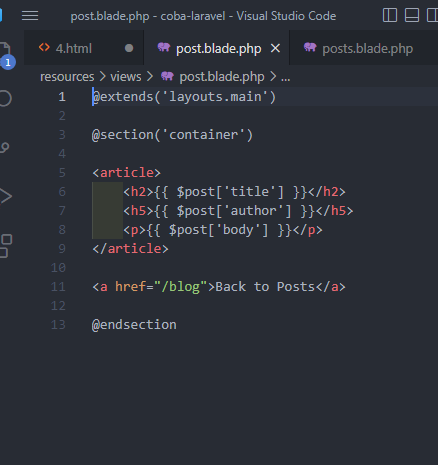 post.blade.php - coba-laravel - Visual Studio Code
4.html
post.blade.php
posts.blade.php
1
resources > views > post.blade.php > ...
1 @extends('layouts.main')
2
3 @section('container')
4
5 <article>
6 <h2>{{ $post['title'] }}</h2>
7 <h5>{{ $post['author'] }}</h5>
8 <p>{{ $post['body'] }}</p>
9 </article>
10
11 <a href="/blog">Back to Posts</a>
12
13 @endsection